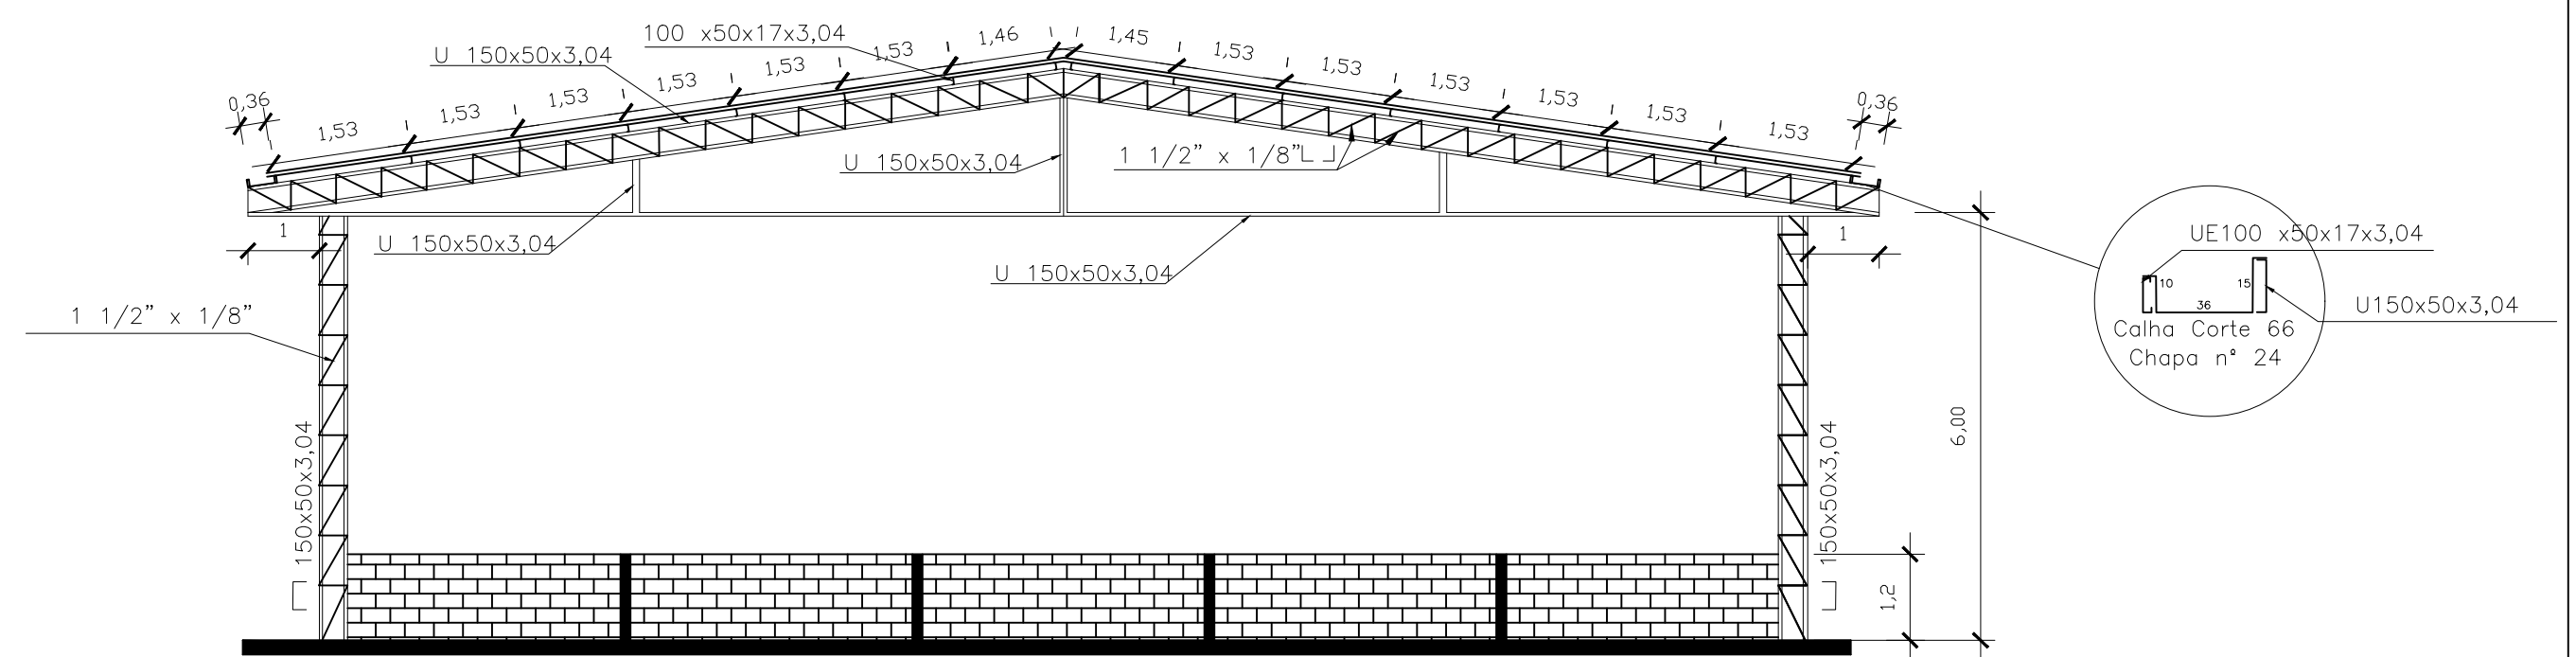 100 x50x17x3,04
U 150x50x3,04
0,36
1,53
1,53
1,53
1,53
1,53
1,53
1,46
1,45
1,53
1,53
1,53
1,53
1,53
1,53
0,36
U 150x50x3,04
1 1/2” x 1/8”
U 150x50x3,04
U 150x50x3,04
1
1
1 1/2” x 1/8”
150x50x3,04
150x50x3,04
6,00
1,2
UE100 x50x17x3,04
10
15
36
U150x50x3,04
Calha Corte 66
Chapa nº 24